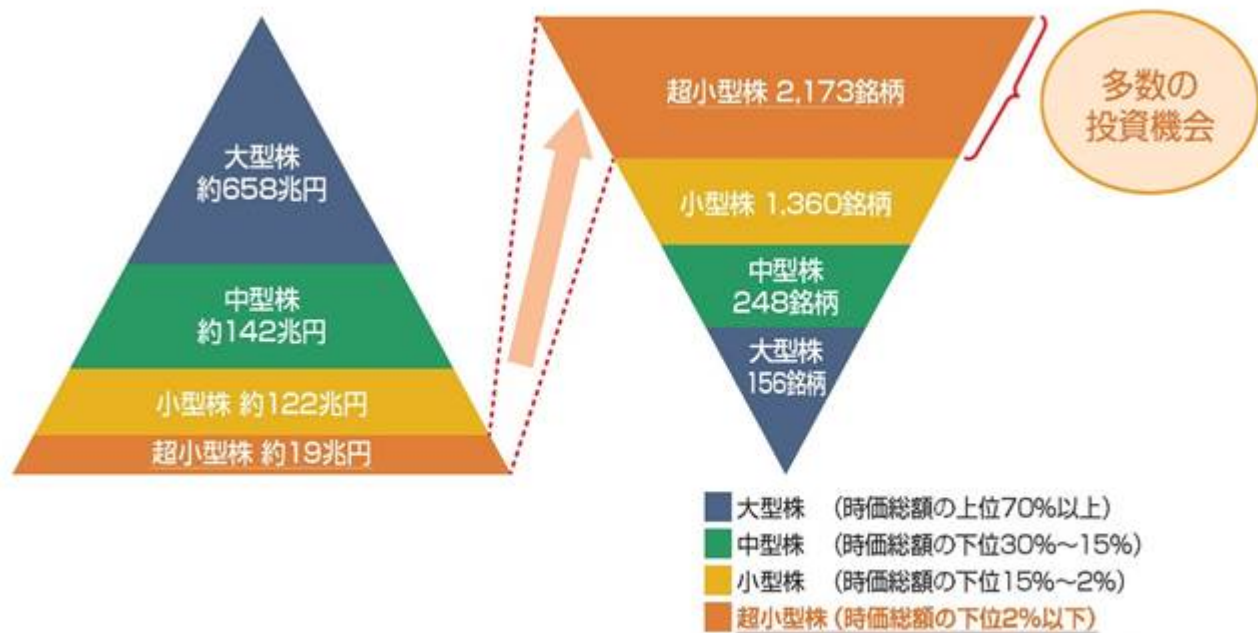 大型株
約658兆円
中型株
約142兆円
小型株 約122兆円
超小型株 約19兆円
超小型株 2,173銘柄
小型株 1,360銘柄
中型株
248銘柄
大型株
156銘柄
多数の
投資機会
大型株 （時価総額の上位70%以上）
中型株 （時価総額の下位30%～15%）
小型株 （時価総額の下位15%～2%）
超小型株（時価総額の下位2%以下）